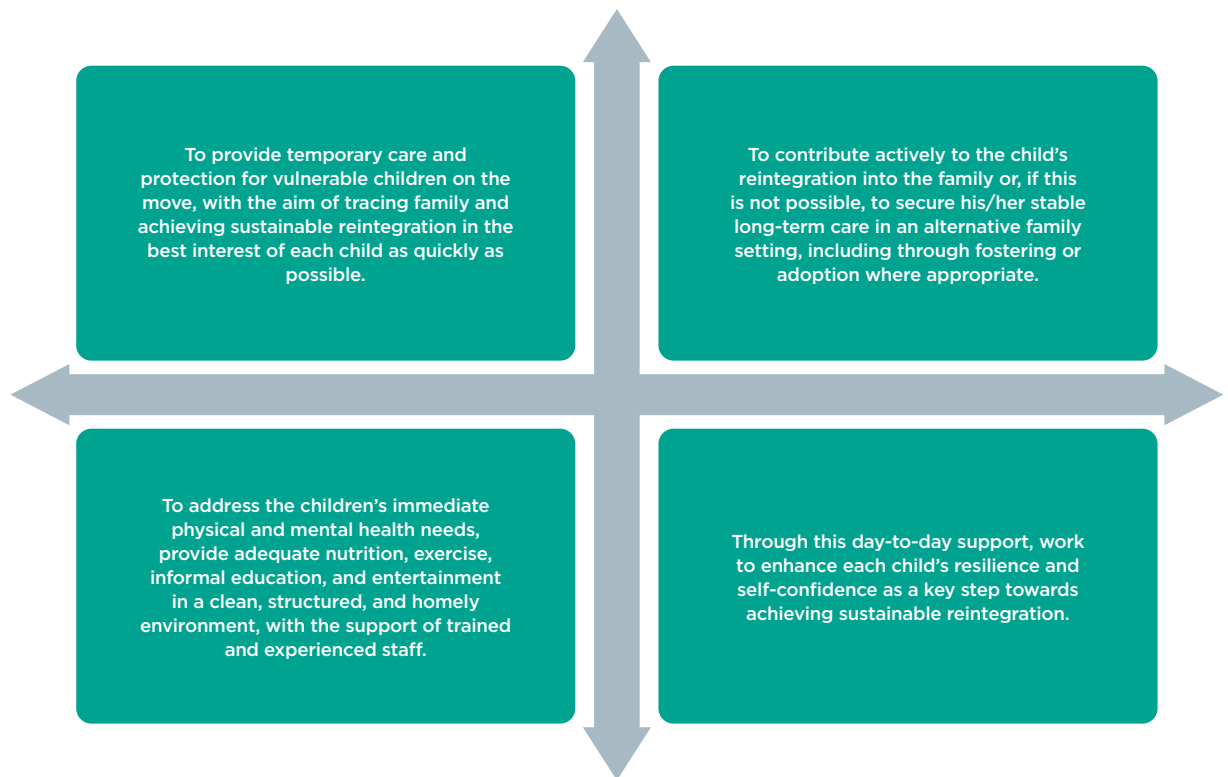 To provide temporary care and
protection for vulnerable children on the
move, with the aim of tracing family and
achieving sustainable reintegration in the
best interest of each child as quickly as
possible.
To contribute actively to the child’s
reintegration into the family or, if this
is not possible, to secure his/her stable
long-term care in an alternative family
setting, including through fostering or
adoption where appropriate.
To address the children’s immediate
physical and mental health needs,
provide adequate nutrition, exercise,
informal education, and entertainment
in a clean, structured, and homely
environment, with the support of trained
and experienced staff.
Through this day-to-day support, work
to enhance each child’s resilience and
self-confidence as a key step towards
achieving sustainable reintegration.